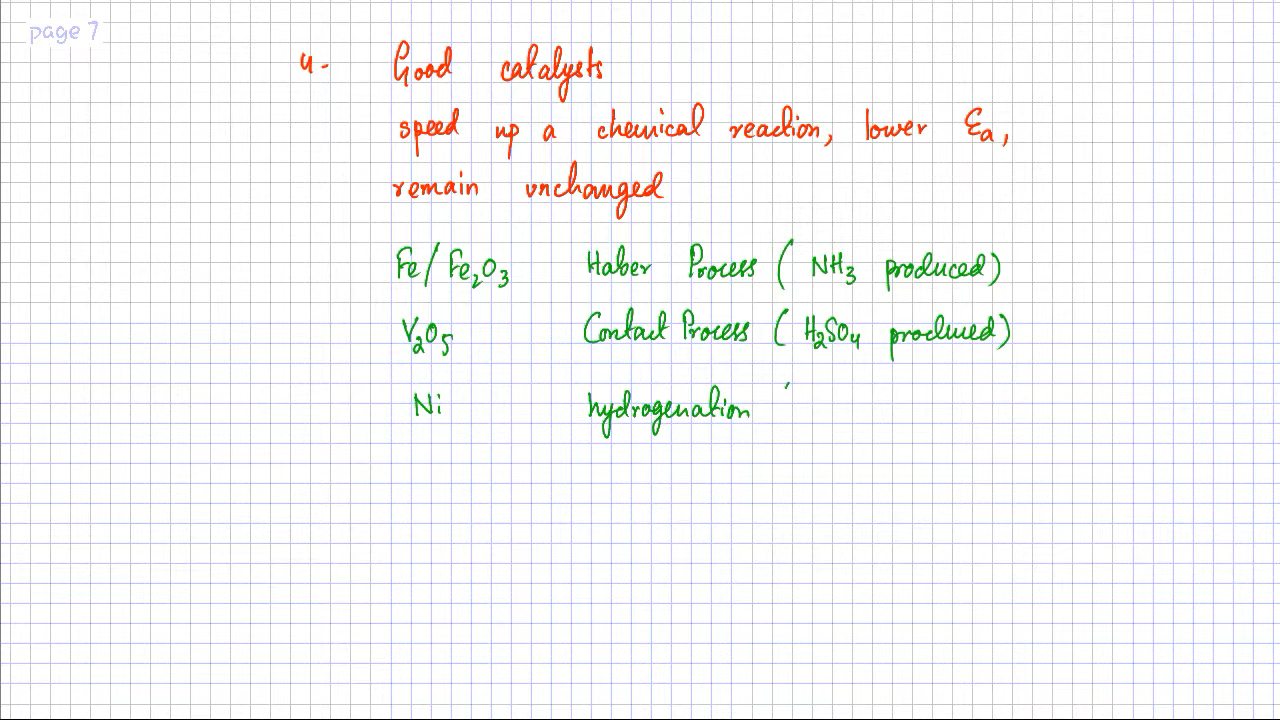 page 7
4- Good catalysts
speed up a chemical reaction, lower Ea,
remain unchanged
Fe/Fe₂O₃ Haber Process (NH₃ produced)
V₂O₅ Contact Process (H₂SO₄ produced)
Ni hydrogenation